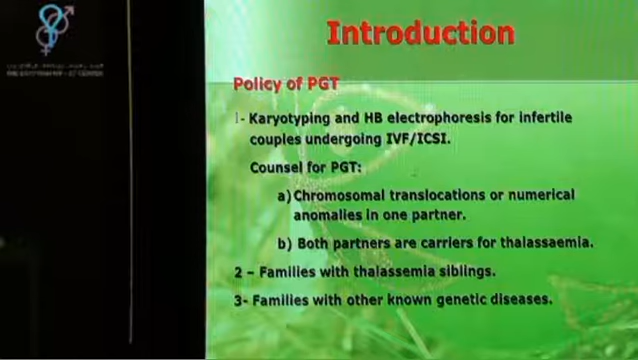 Introduction
Policy of PGT
1- Karyotyping and HB electrophoresis for infertile
couples undergoing IVF/ICSI.
Counsel for PGT:
a) Chromosomal translocations or numerical
anomalies in one partner.
b) Both partners are carriers for thalassaemia.
2 – Families with thalassemia siblings.
3- Families with other known genetic diseases.